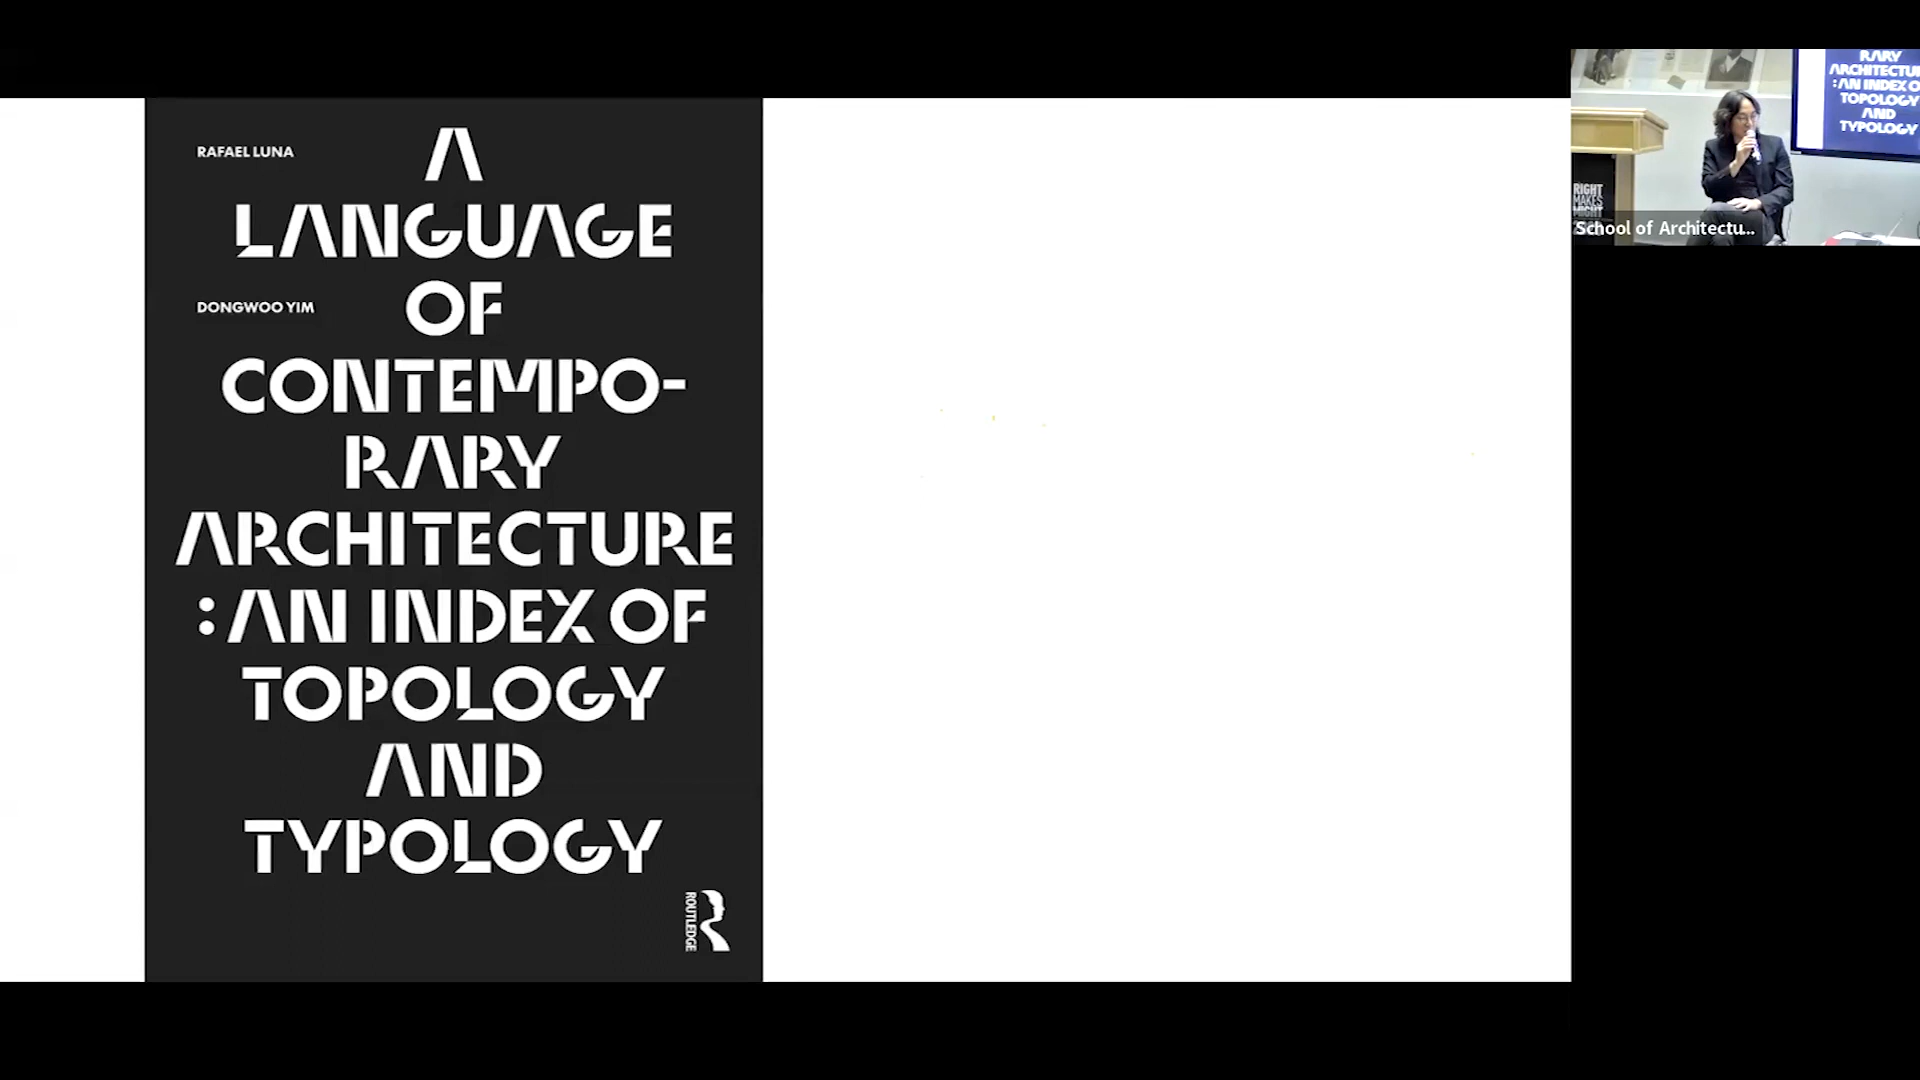 RAFAEL LUNA
A
LANGUAGE
OF
DONGWOO YIM
CONTEMPO-
RARY
ARCHITECTURE
: AN INDEX OF
TOPOLOGY
AND
TYPOLOGY
ROUTLEDGE
RARY
ARCHITECTU
: AN INDEX O
TOPOLOGY
AND
TYPOLOGY
RIGHT
MAKES
MIGHT
School of Architectu...